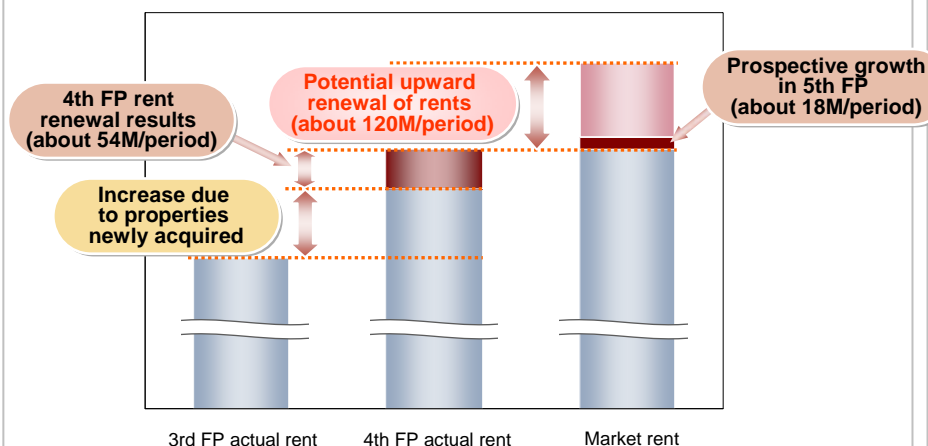 Potential upward
renewal of rents
(about 120M/period)
Prospective growth
in 5th FP
(about 18M/period)
4th FP rent
renewal results
(about 54M/period)
Increase due
to properties
newly acquired
3rd FP actual rent
4th FP actual rent
Market rent